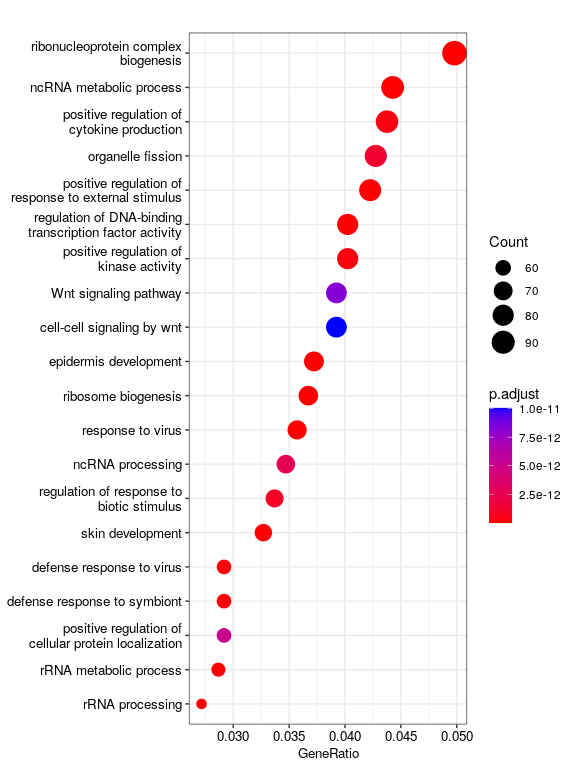 ribonucleoprotein complex
biogenesis
ncRNA metabolic process
positive regulation of
cytokine production
organelle fission
positive regulation of
response to external stimulus
regulation of DNA-binding
transcription factor activity
positive regulation of
kinase activity
Wnt signaling pathway
cell-cell signaling by wnt
epidermis development
ribosome biogenesis
response to virus
ncRNA processing
regulation of response to
biotic stimulus
skin development
defense response to virus
defense response to symbiont
positive regulation of
cellular protein localization
rRNA metabolic process
rRNA processing
0.030 0.035 0.040 0.045 0.050
GeneRatio
Count
60
70
80
90
p.adjust
1.0e-11
7.5e-12
5.0e-12
2.5e-12